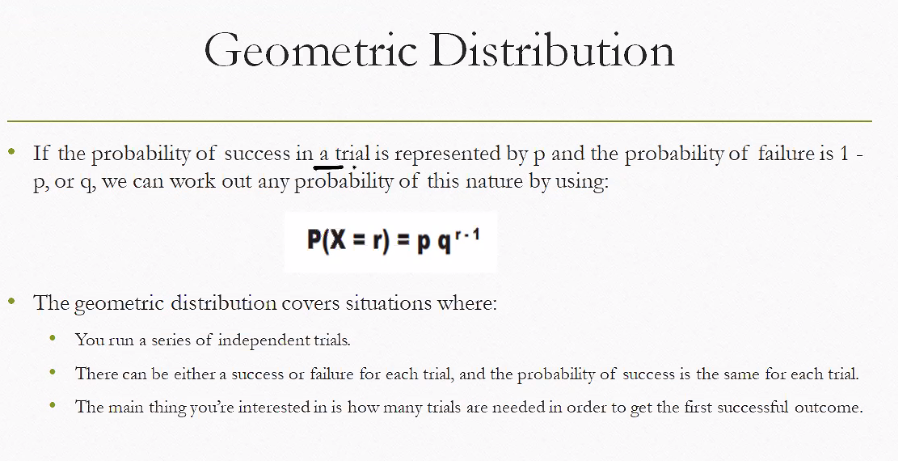 Geometric Distribution
• If the probability of success in a trial is represented by p and the probability of failure is 1 -
p, or q, we can work out any probability of this nature by using:
P(X = r) = p q^{r - 1}
• The geometric distribution covers situations where:
• You run a series of independent trials.
• There can be either a success or failure for each trial, and the probability of success is the same for each trial.
• The main thing you're interested in is how many trials are needed in order to get the first successful outcome.